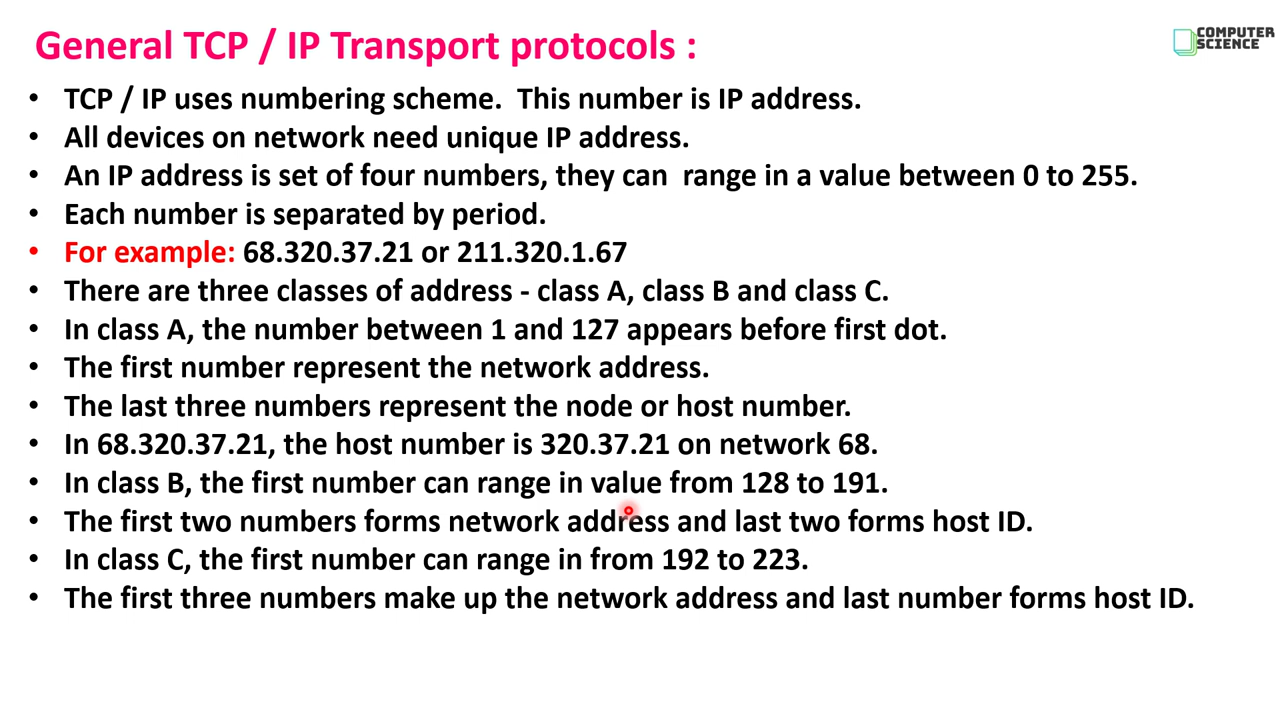 General TCP / IP Transport protocols :
COMPUTER
SCIENCE
• TCP / IP uses numbering scheme. This number is IP address.
• All devices on network need unique IP address.
• An IP address is set of four numbers, they can range in a value between 0 to 255.
• Each number is separated by period.
• For example: 68.320.37.21 or 211.320.1.67
• There are three classes of address - class A, class B and class C.
• In class A, the number between 1 and 127 appears before first dot.
• The first number represent the network address.
• The last three numbers represent the node or host number.
• In 68.320.37.21, the host number is 320.37.21 on network 68.
• In class B, the first number can range in value from 128 to 191.
• The first two numbers forms network address and last two forms host ID.
• In class C, the first number can range in from 192 to 223.
• The first three numbers make up the network address and last number forms host ID.